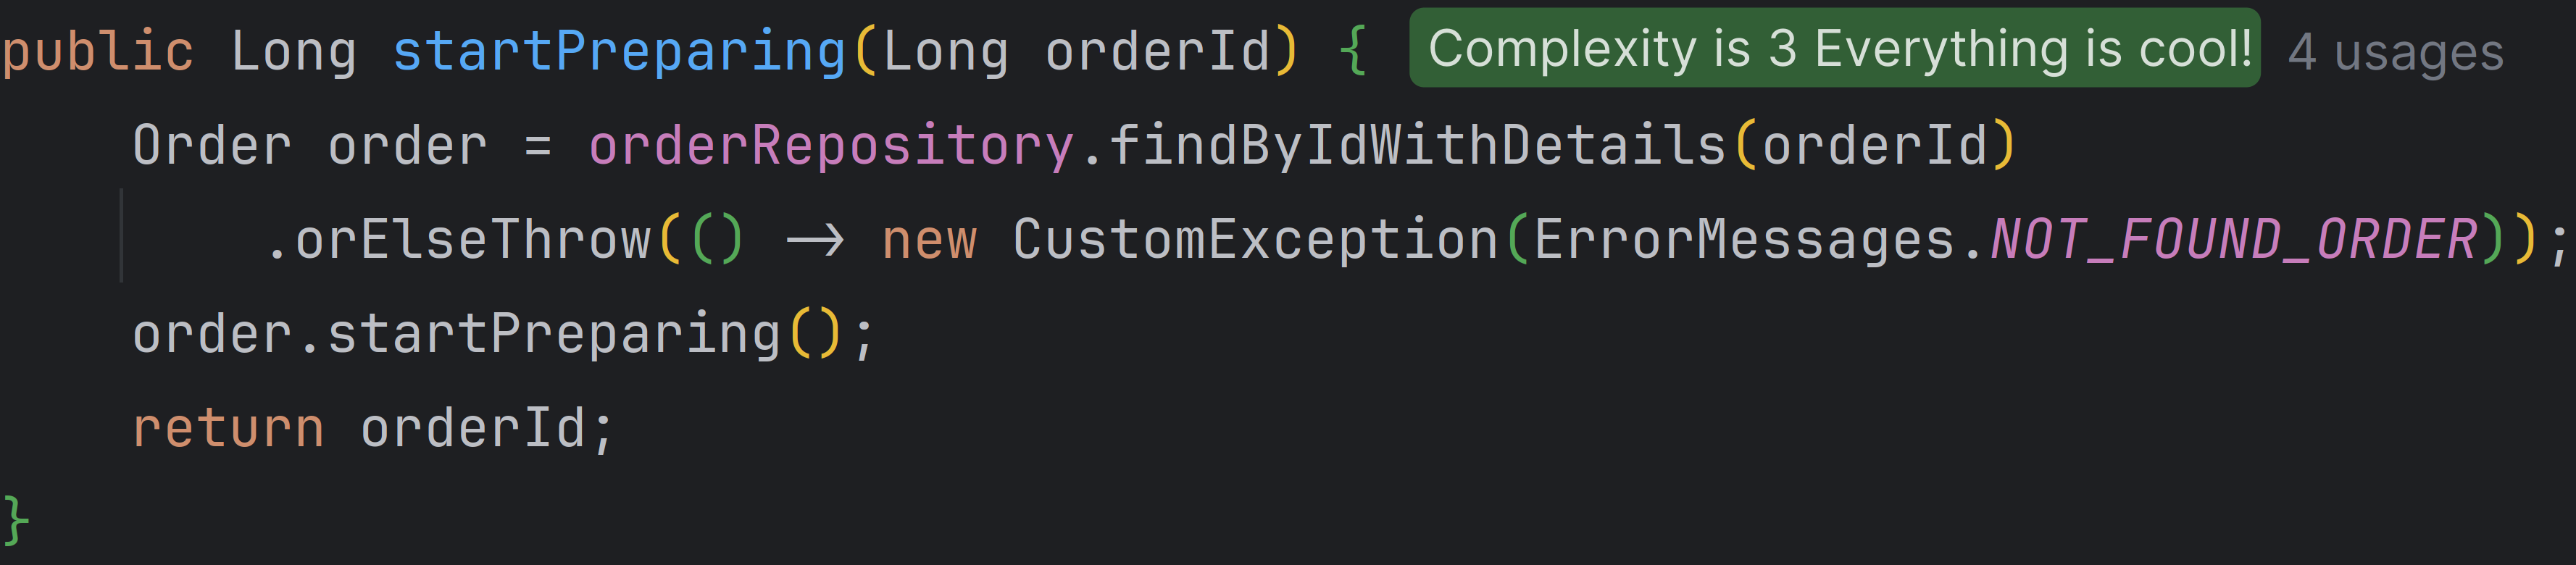 public Long startPreparing(Long orderId) { Complexity is 3 Everything is cool! 4 usages
Order order = orderRepository.findByIdWithDetails(orderId)
.orElseThrow(() -> new CustomException(ErrorMessages.NOT_FOUND_ORDER));
order.startPreparing();
return orderId;
}